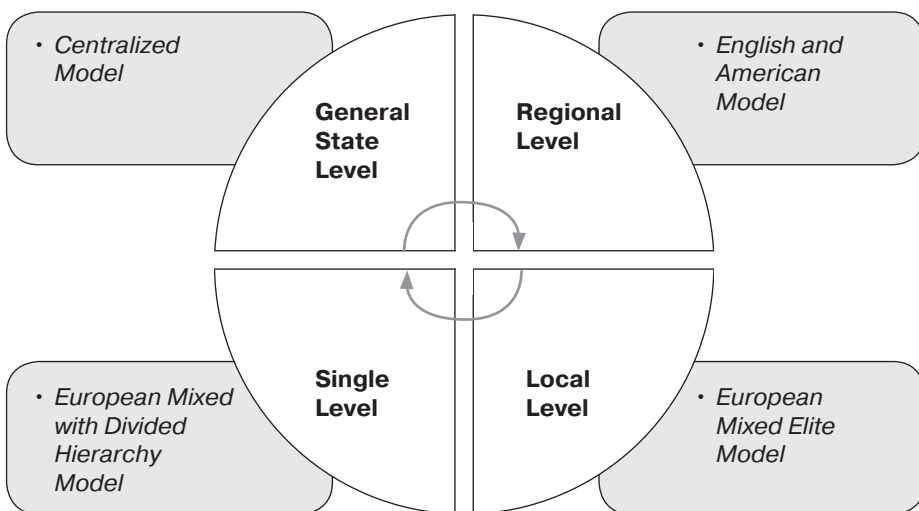 • Centralized
Model
• English and
American
Model
General
State
Level
Regional
Level
Single
Level
Local
Level
• European Mixed
with Divided
Hierarchy
Model
• European
Mixed Elite
Model